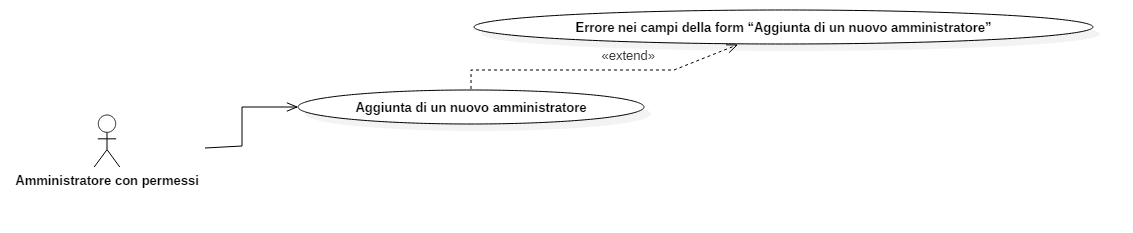 Errore nei campi della form “Aggiunta di un nuovo amministratore”
«extend»
Aggiunta di un nuovo amministratore
Amministratore con permessi